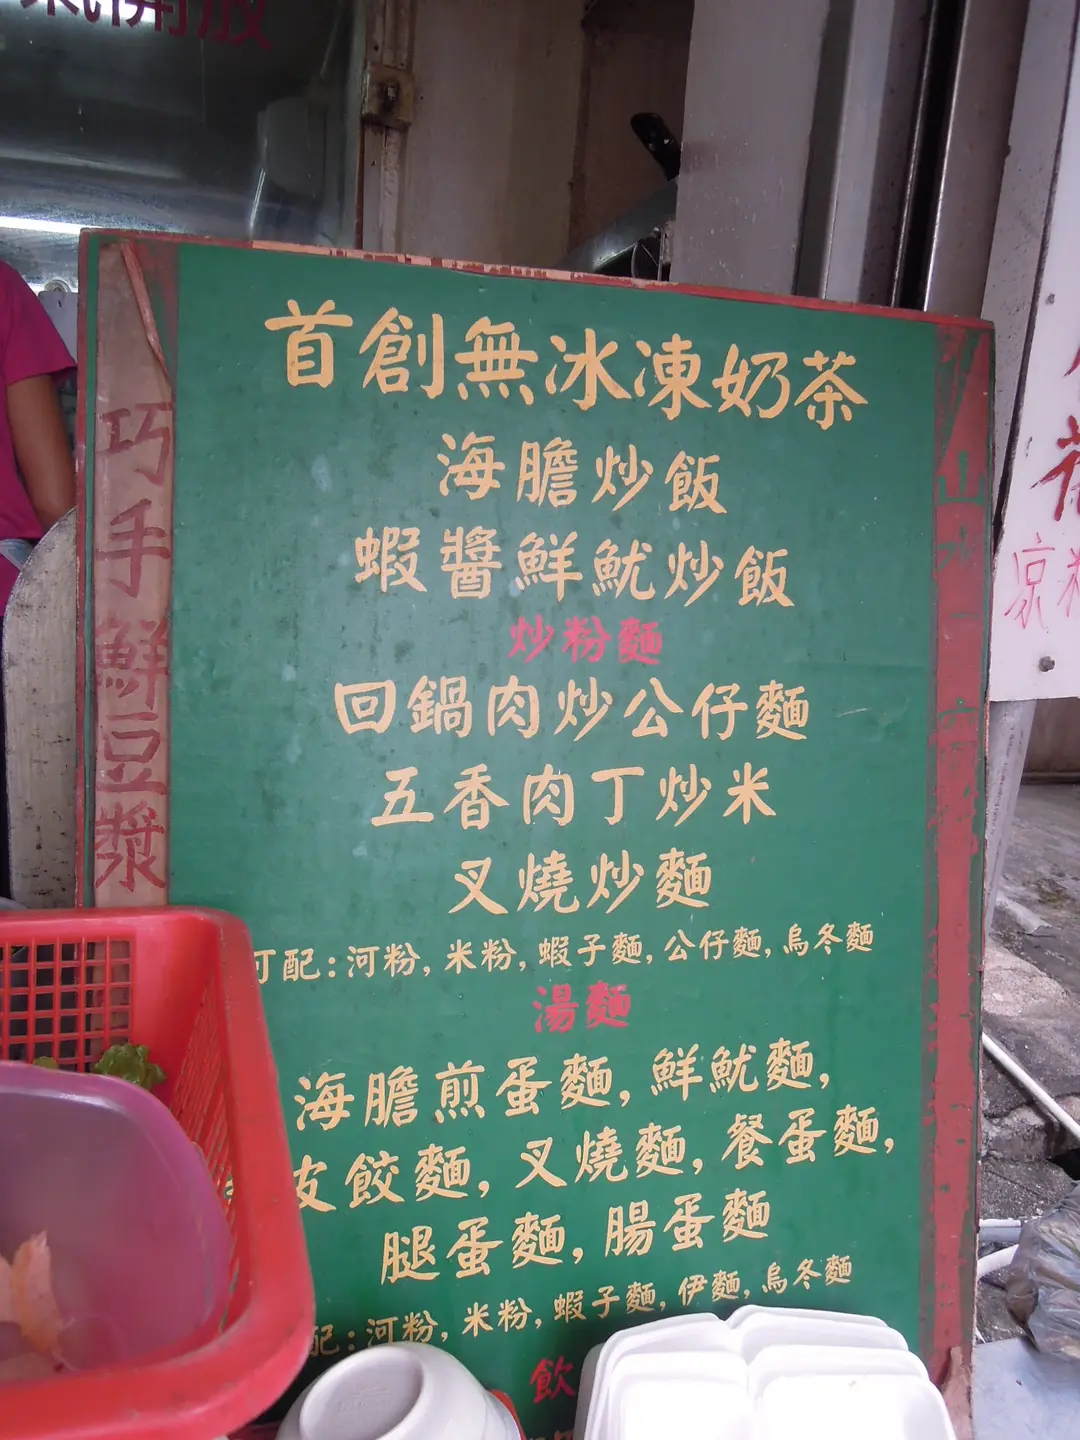 首創無冰凍奶茶
海膽炒飯
蝦醬鮮魷炒飯
炒粉麵
回鍋肉炒公仔麵
五香肉丁炒米
叉燒炒麵
可配:河粉,米粉,蝦子麵,公仔麵,烏冬麵
湯麵
海膽煎蛋麵,鮮魷麵,
皮餃麵,叉燒麵,餐蛋麵,
腿蛋麵,腸蛋麵
配:河粉,米粉,蝦子麵,伊麵,烏冬麵
飲
巧手鮮豆漿